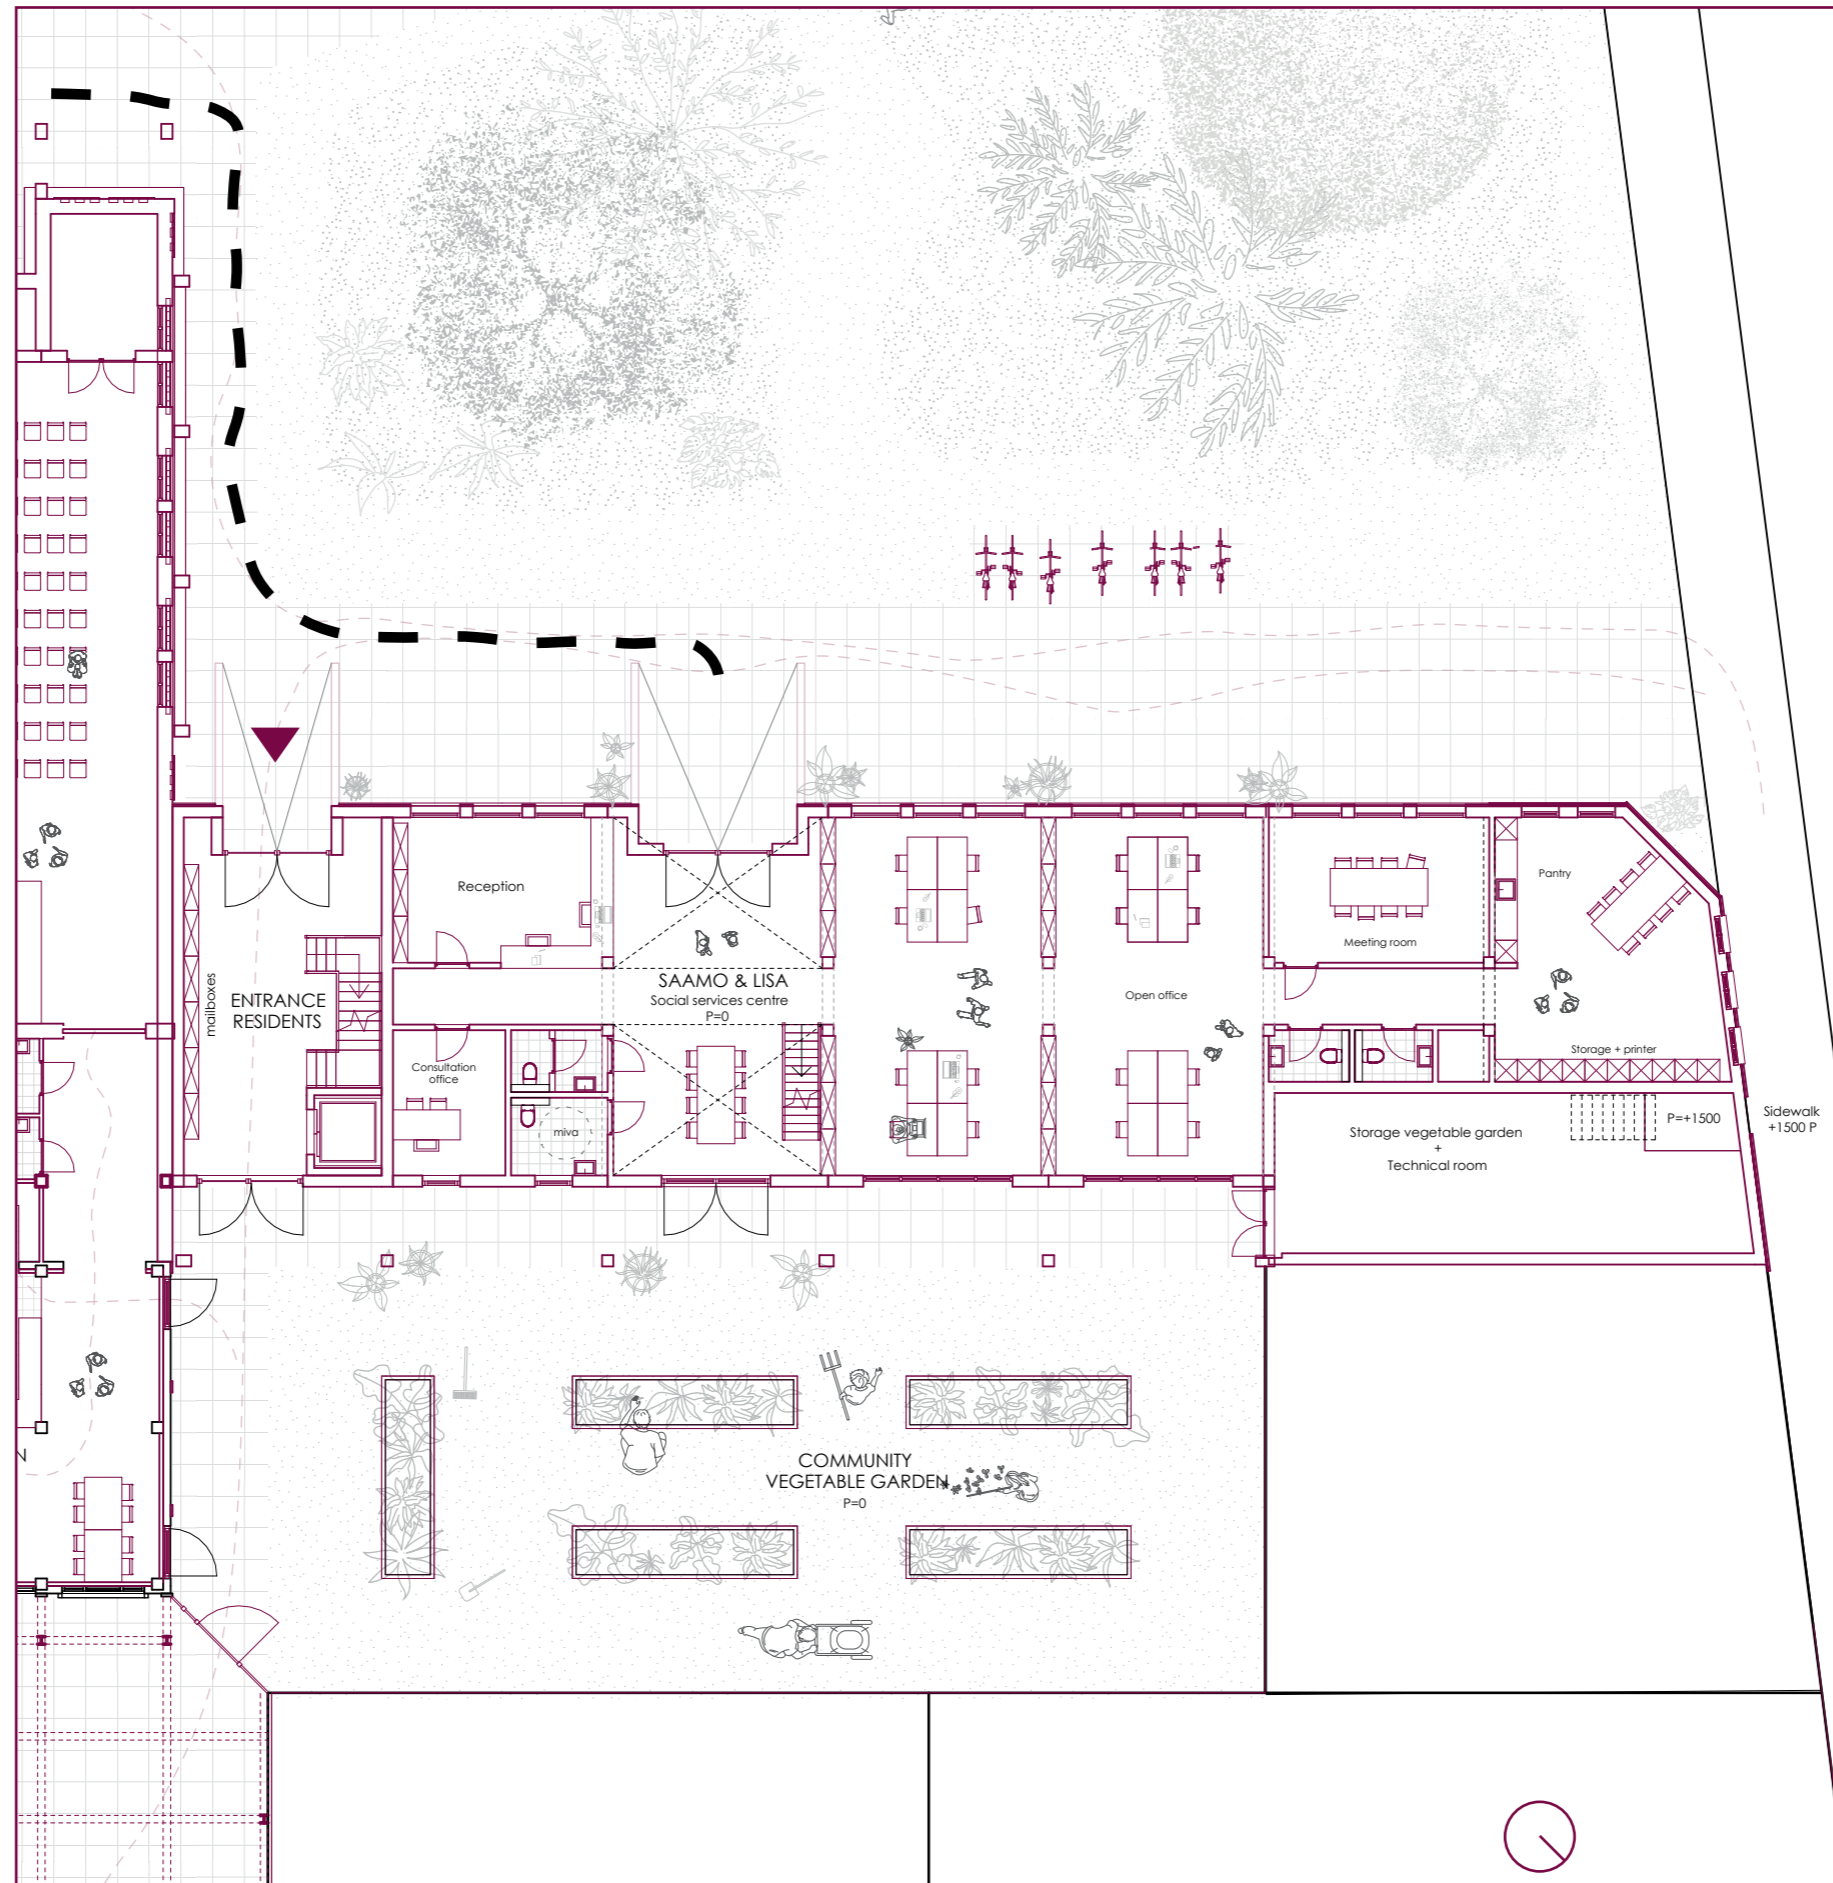 Reception
Pantry
Meeting room
SAAMO & LISA
Social services centre
P=0
Open office
mailboxes
ENTRANCE
RESIDENTS
Consultation
office
miva
Storage + printer
Storage vegetable garden
+
Technical room
P=+1500
Sidewalk
+1500 P
COMMUNITY
VEGETABLE GARDEN
P=0
N